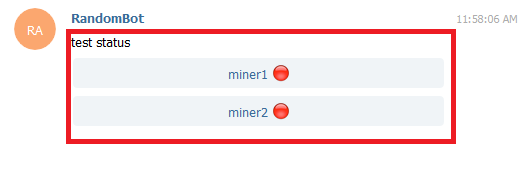 RandomBot 11:58:06 AM
RA
test status
miner1 🔴
miner2 🔴